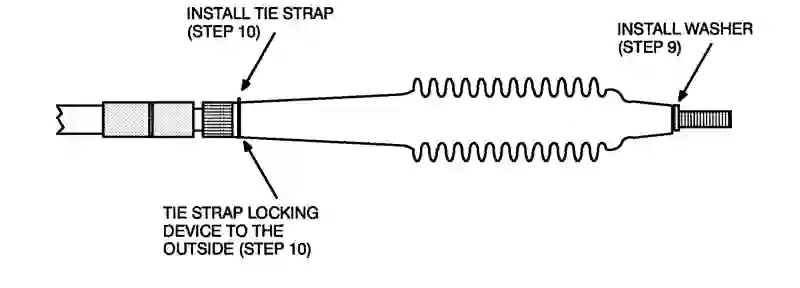 INSTALL TIE STRAP
(STEP 10)
INSTALL WASHER
(STEP 9)
TIE STRAP LOCKING
DEVICE TO THE
OUTSIDE (STEP 10)